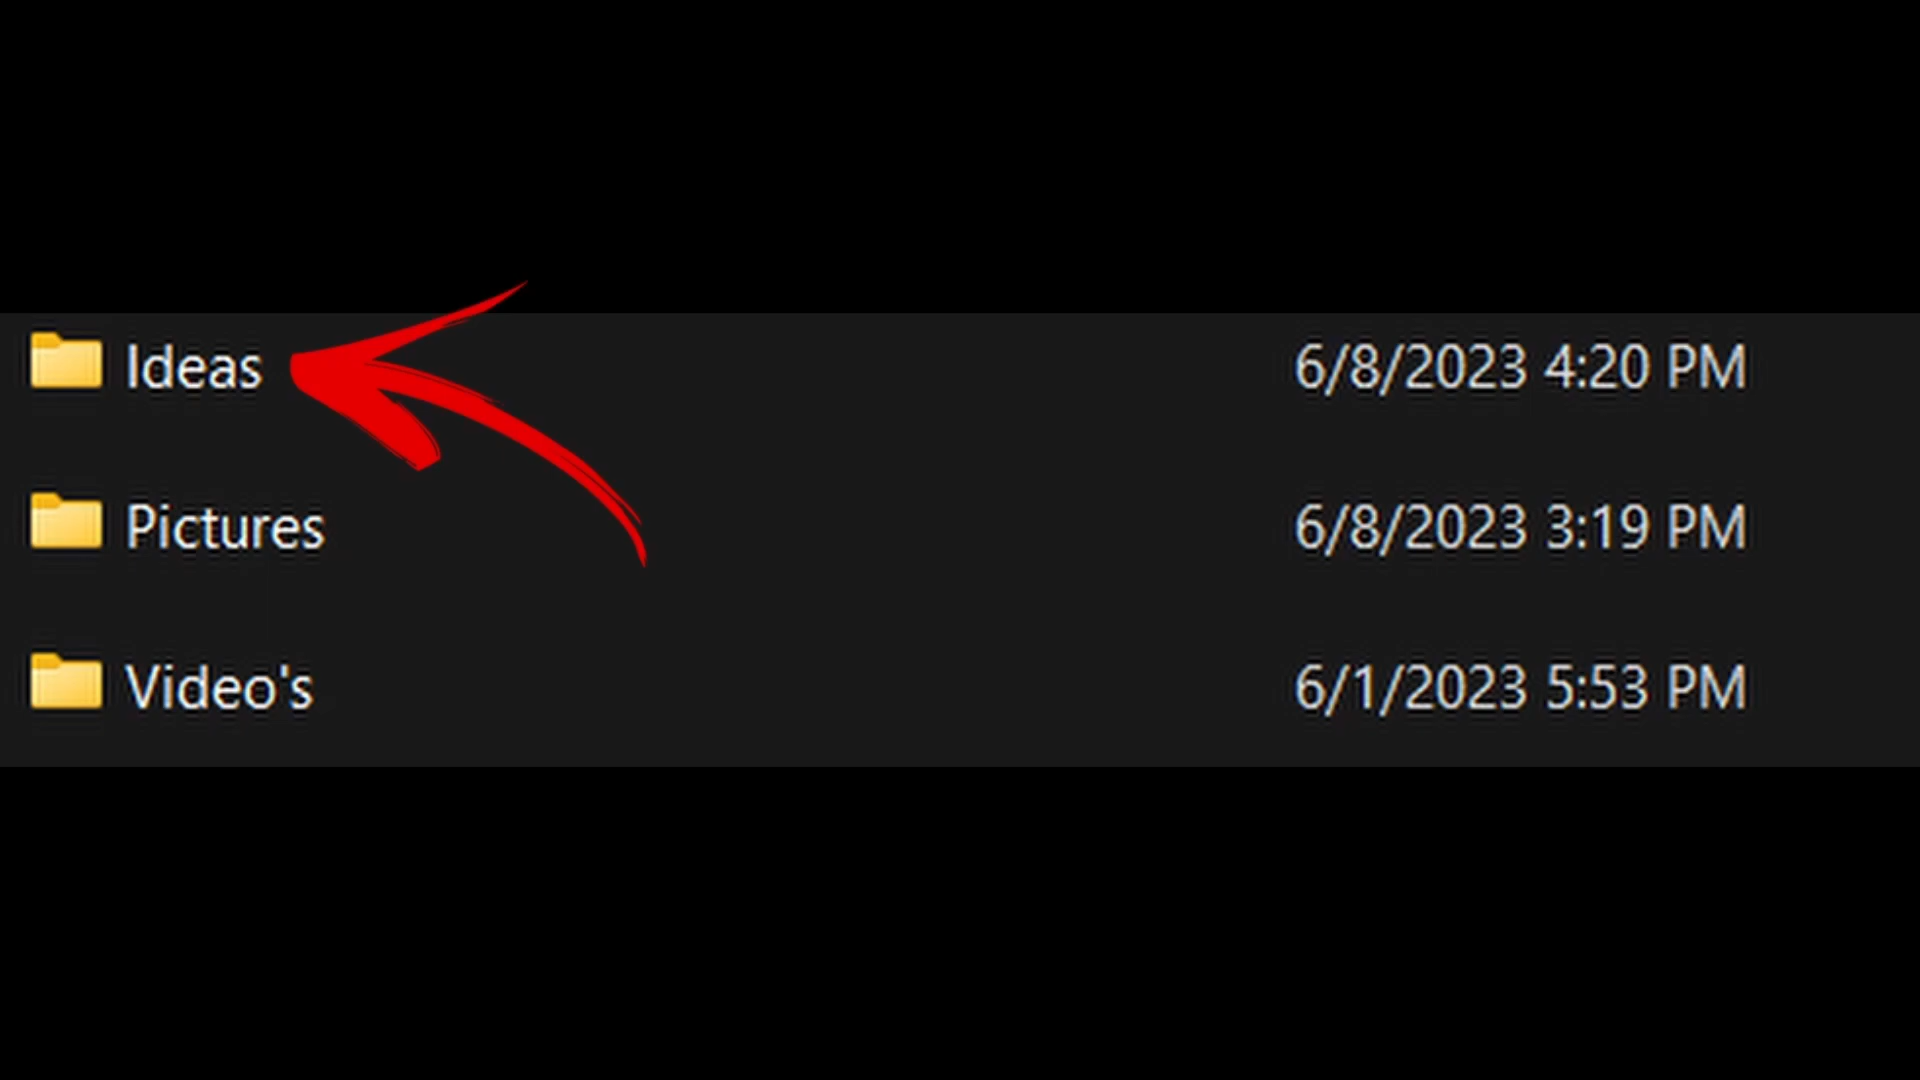 Ideas 6/8/2023 4:20 PM
Pictures 6/8/2023 3:19 PM
Video's 6/1/2023 5:53 PM